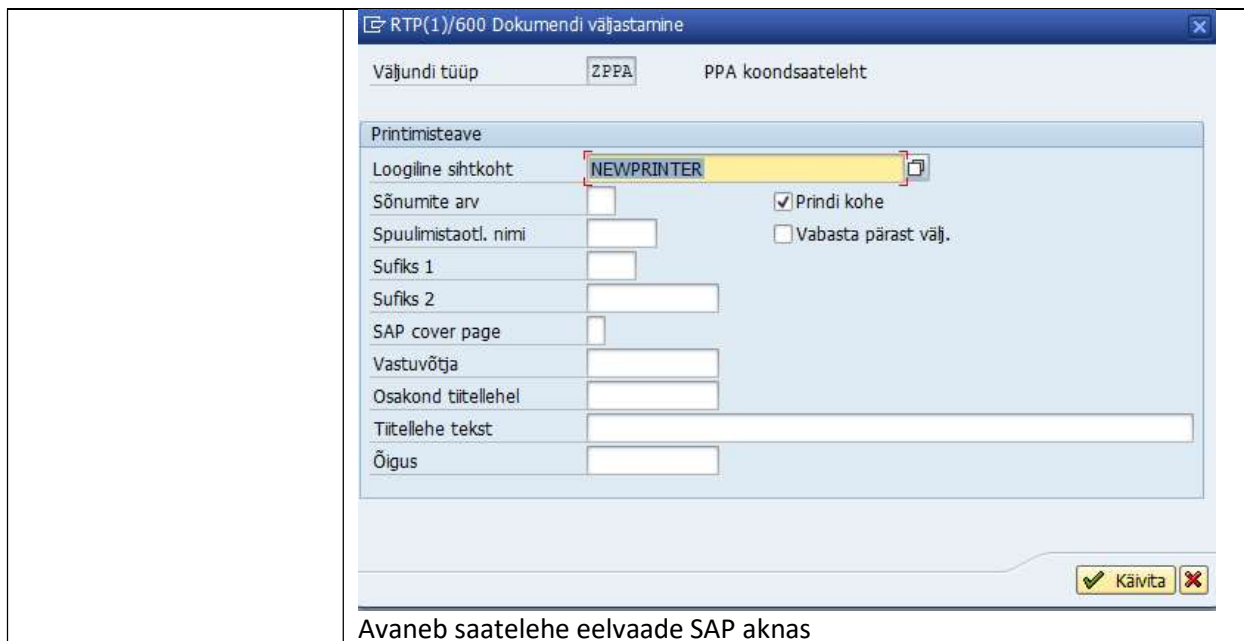 RTP(1)/600 Dokumendi väljastamine
Väljundi tüüp ZPPA PPA koondsaateleht
Printimisteave
Loogiline sihtkoht NEWPRINTER
Sõnumite arv Prindi kohe
Spuulimistaotl. nimi Vabasta pärast välj.
Sufiks 1
Sufiks 2
SAP cover page
Vastuvõtja
Osakond tiitellehel
Tiitellehe tekst
Õigus
Käivita
Avaneb saatelehe eelvaade SAP aknas